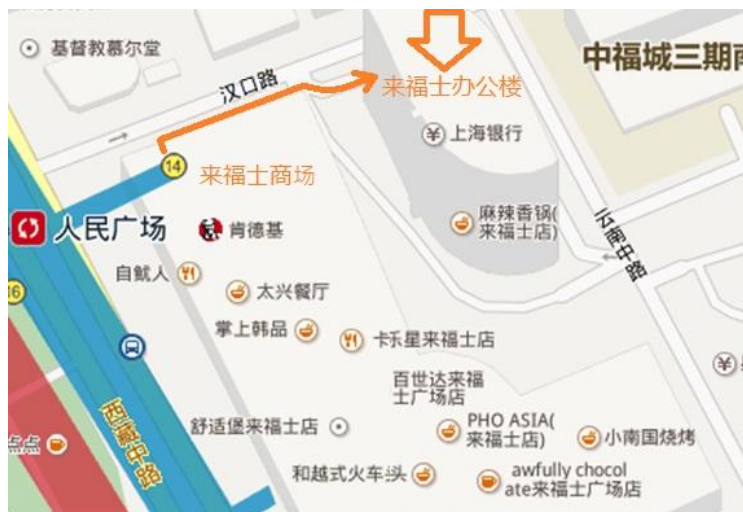 基督教慕尔堂
中福城三期南
汉口路
来福士办公楼
上海银行
14
来福士商场
麻辣香锅(
来福士店)
人民广场
肯德基
云南中路
自鱿人
太兴餐厅
掌上韩品
卡乐星来福士店
百世达来福
士广场店
西藏中路
舒适堡来福士店
PHO ASIA(
来福士店)
小南国烧烤
点点
和越式火车头
awfully chocol
ate来福士广场店